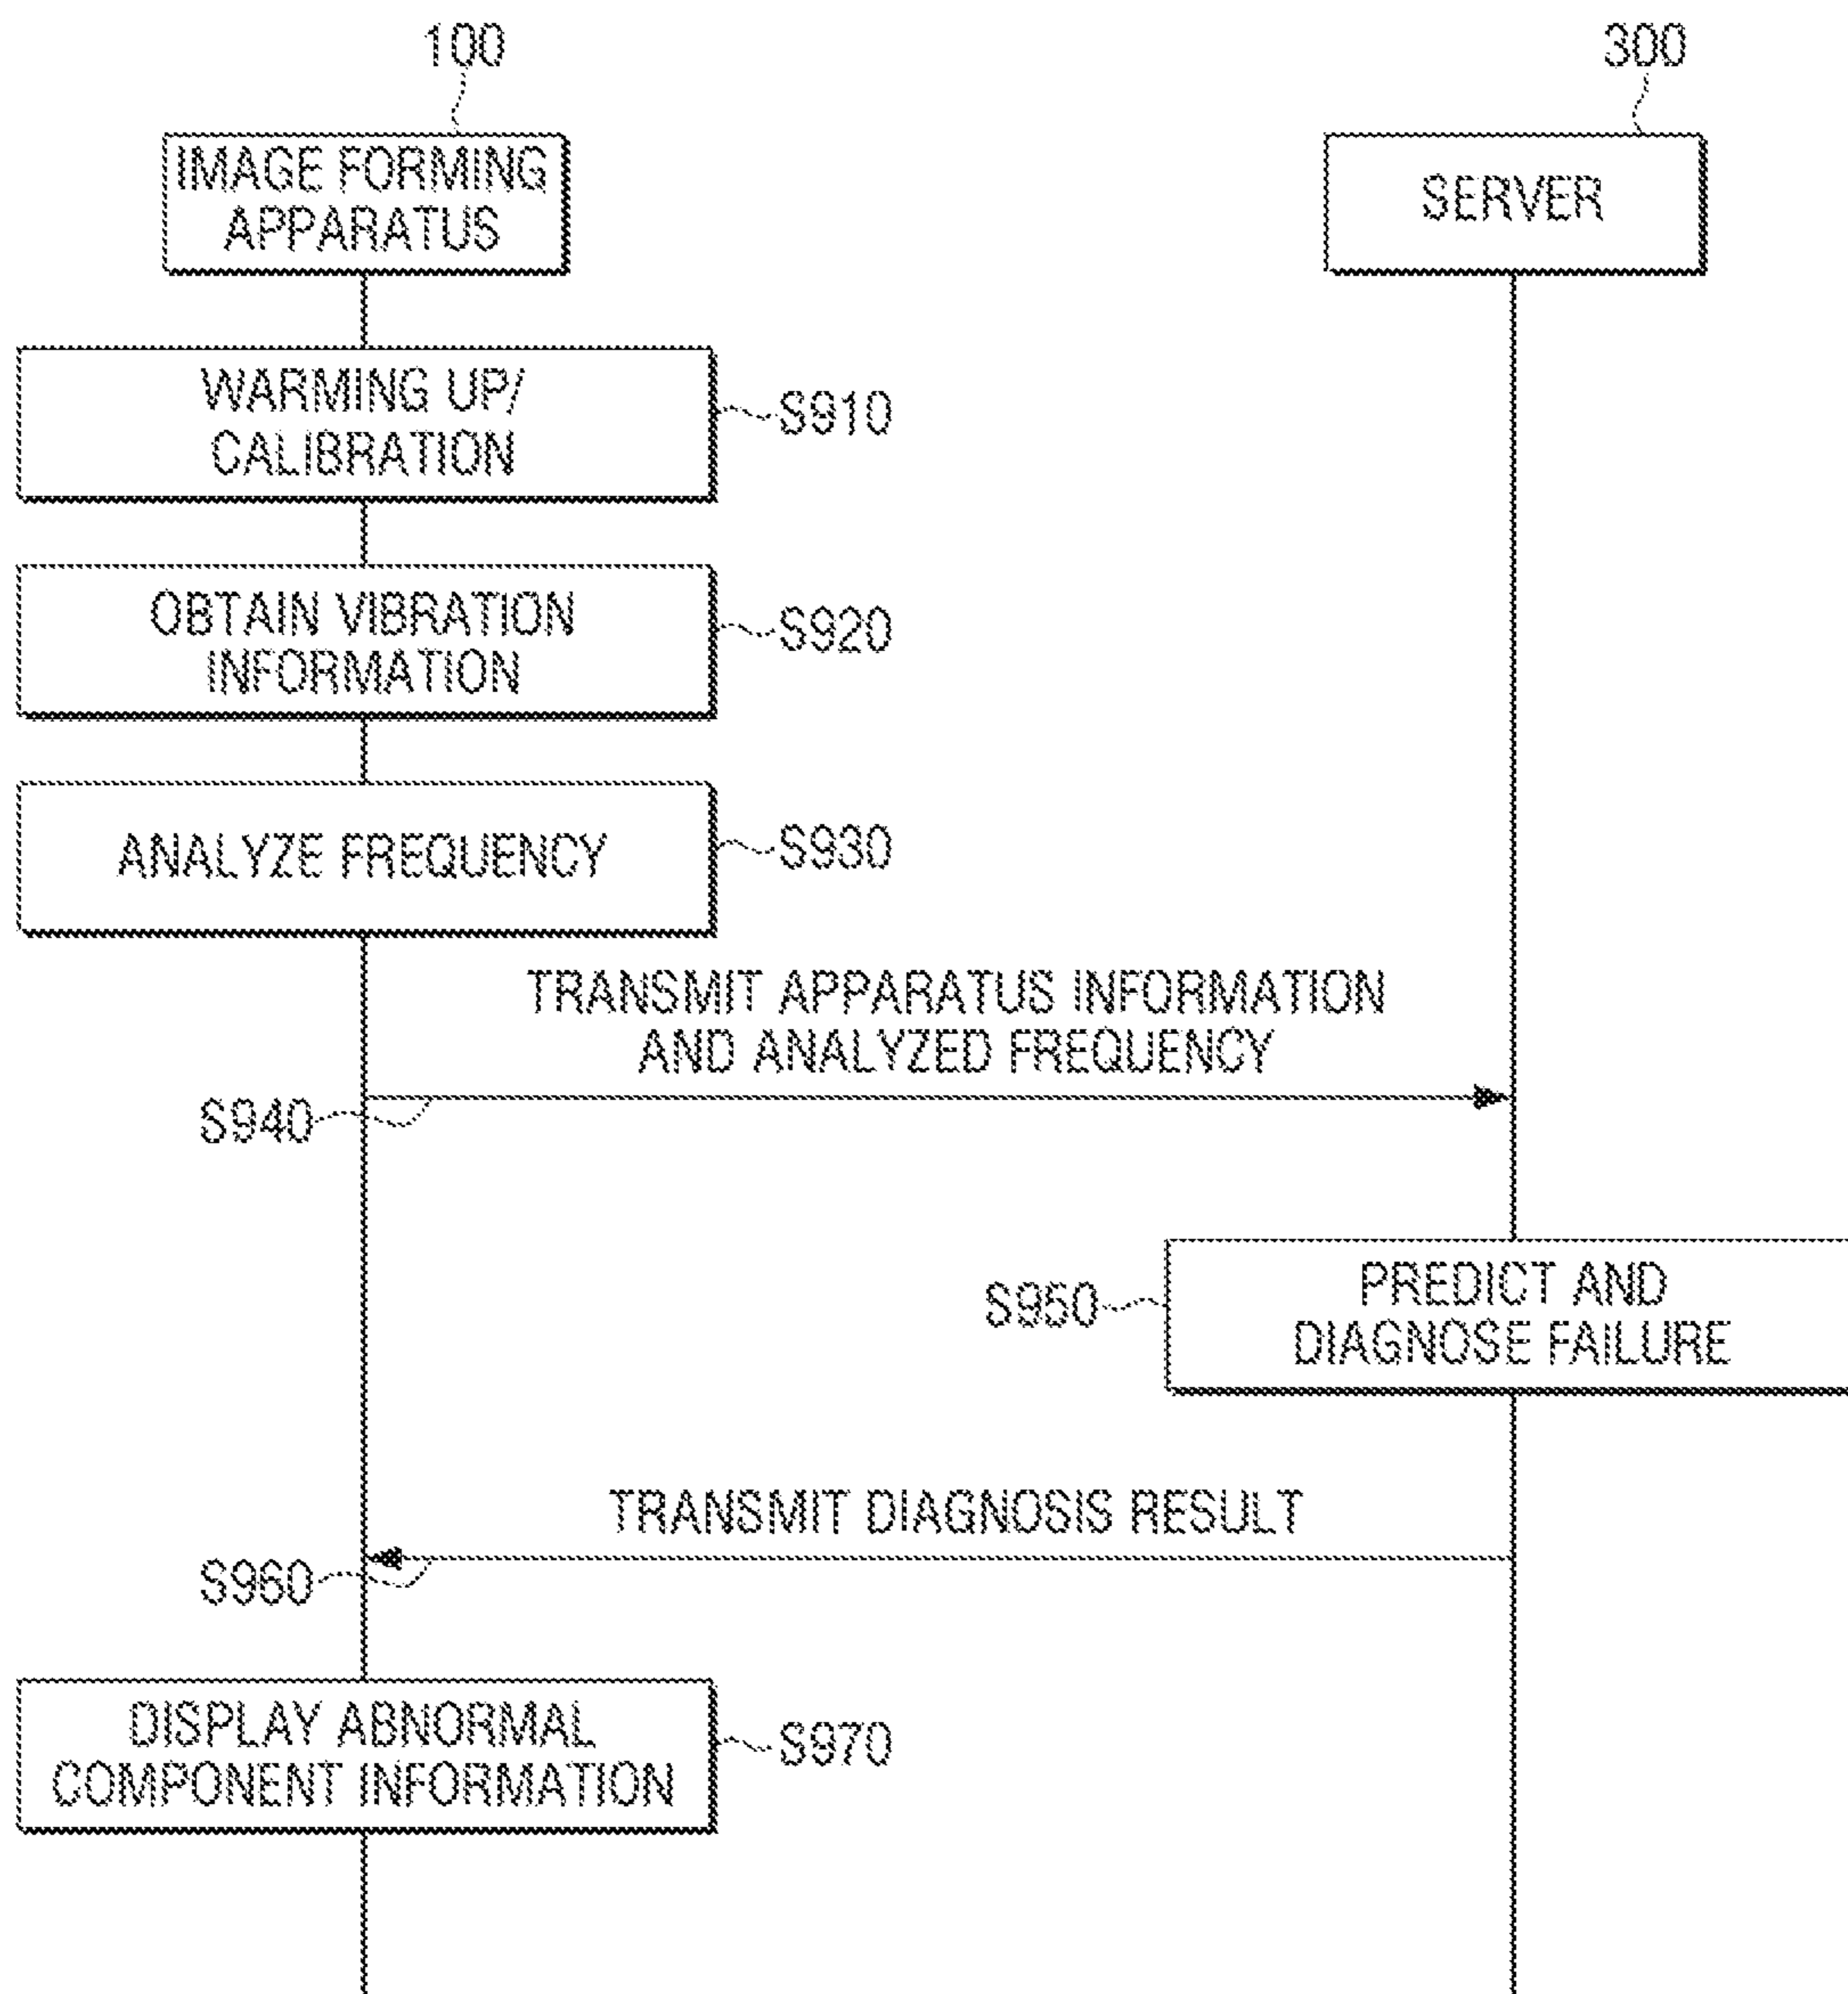 100
300
IMAGE FORMING
APPARATUS
SERVER
WARMING UP/
CALIBRATION
S910
OBTAIN VIBRATION
INFORMATION
S920
ANALYZE FREQUENCY
S930
TRANSMIT APPARATUS INFORMATION
AND ANALYZED FREQUENCY
S940
S950
PREDICT AND
DIAGNOSE FAILURE
TRANSMIT DIAGNOSIS RESULT
S960
DISPLAY ABNORMAL
COMPONENT INFORMATION
S970